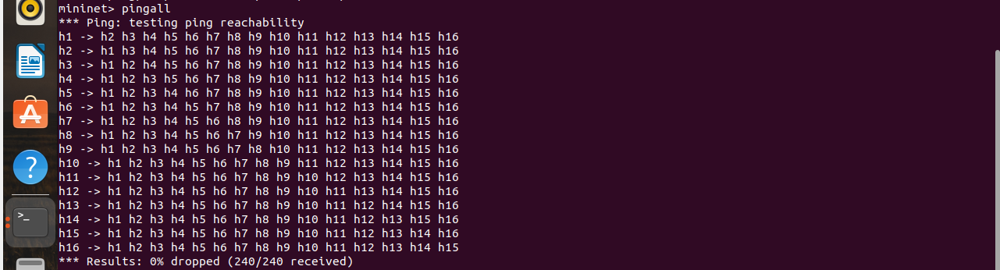 mininet> pingall
*** Ping: testing ping reachability
h1 -> h2 h3 h4 h5 h6 h7 h8 h9 h10 h11 h12 h13 h14 h15 h16
h2 -> h1 h3 h4 h5 h6 h7 h8 h9 h10 h11 h12 h13 h14 h15 h16
h3 -> h1 h2 h4 h5 h6 h7 h8 h9 h10 h11 h12 h13 h14 h15 h16
h4 -> h1 h2 h3 h5 h6 h7 h8 h9 h10 h11 h12 h13 h14 h15 h16
h5 -> h1 h2 h3 h4 h6 h7 h8 h9 h10 h11 h12 h13 h14 h15 h16
h6 -> h1 h2 h3 h4 h5 h7 h8 h9 h10 h11 h12 h13 h14 h15 h16
h7 -> h1 h2 h3 h4 h5 h6 h8 h9 h10 h11 h12 h13 h14 h15 h16
h8 -> h1 h2 h3 h4 h5 h6 h7 h9 h10 h11 h12 h13 h14 h15 h16
h9 -> h1 h2 h3 h4 h5 h6 h7 h8 h10 h11 h12 h13 h14 h15 h16
h10 -> h1 h2 h3 h4 h5 h6 h7 h8 h9 h11 h12 h13 h14 h15 h16
h11 -> h1 h2 h3 h4 h5 h6 h7 h8 h9 h10 h12 h13 h14 h15 h16
h12 -> h1 h2 h3 h4 h5 h6 h7 h8 h9 h10 h11 h13 h14 h15 h16
h13 -> h1 h2 h3 h4 h5 h6 h7 h8 h9 h10 h11 h12 h14 h15 h16
h14 -> h1 h2 h3 h4 h5 h6 h7 h8 h9 h10 h11 h12 h13 h15 h16
h15 -> h1 h2 h3 h4 h5 h6 h7 h8 h9 h10 h11 h12 h13 h14 h16
h16 -> h1 h2 h3 h4 h5 h6 h7 h8 h9 h10 h11 h12 h13 h14 h15
*** Results: 0% dropped (240/240 received)